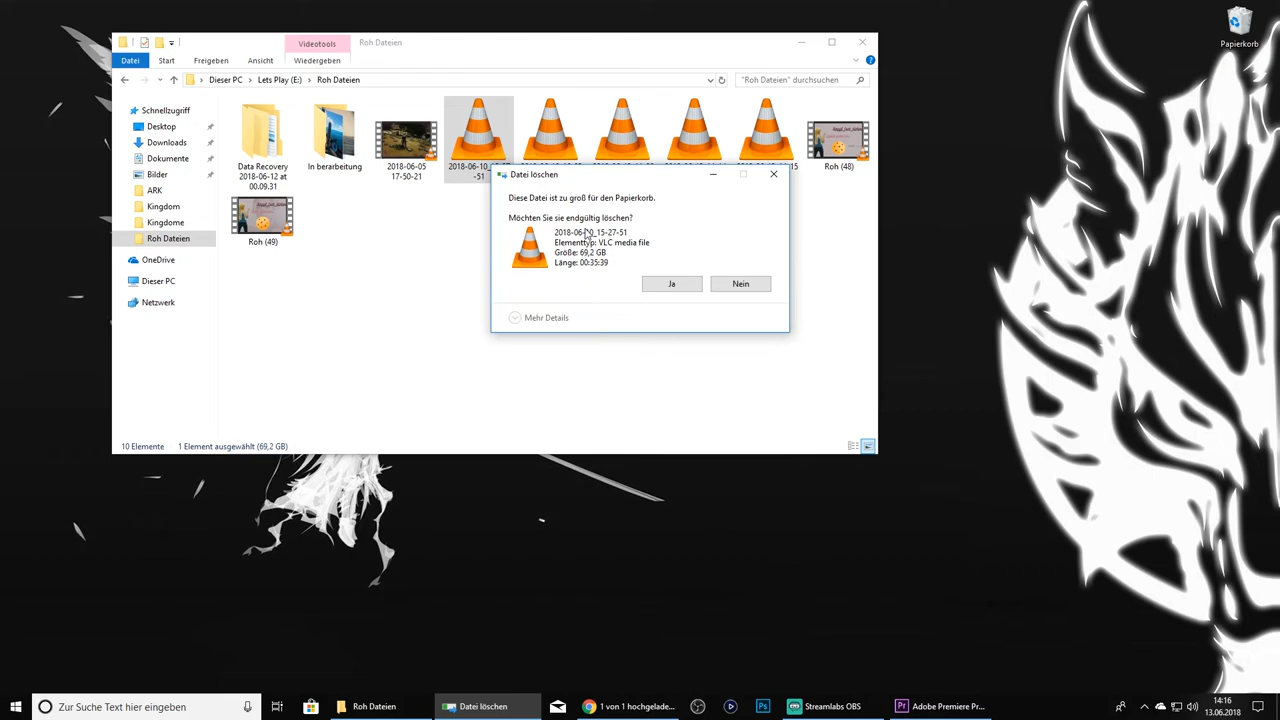 Papierkorb
Videotools
Roh Dateien
Datei
Start
Freigeben
Ansicht
Wiedergeben
Dieser PC
Lets Play (E:)
Roh Dateien
"Roh Dateien" durchsuchen
Schnellzugriff
Desktop
Downloads
Dokumente
Bilder
ARK
Kingdom
Kingdome
Roh Dateien
OneDrive
Dieser PC
Netzwerk
Data Recovery
2018-06-12 at
00.09.31
In berarbeitung
2018-06-05
17-50-21
-51
15
Roh (48)
Roh (49)
Datei löschen
Diese Datei ist zu groß für den Papierkorb.
Möchten Sie sie endgültig löschen?
2018-06-10_15-27-51
Elementtyp: VLC media file
Größe: 69,2 GB
Länge: 00:35:39
Ja
Nein
Mehr Details
10 Elemente
1 Element ausgewählt (69,2 GB)
Zur Suche Text hier eingeben
Roh Dateien
Datei löschen
1 von 1 hochgelade...
Ps
Streamlabs OBS
Pr
Adobe Premiere Pr...
14:16
13.06.2018